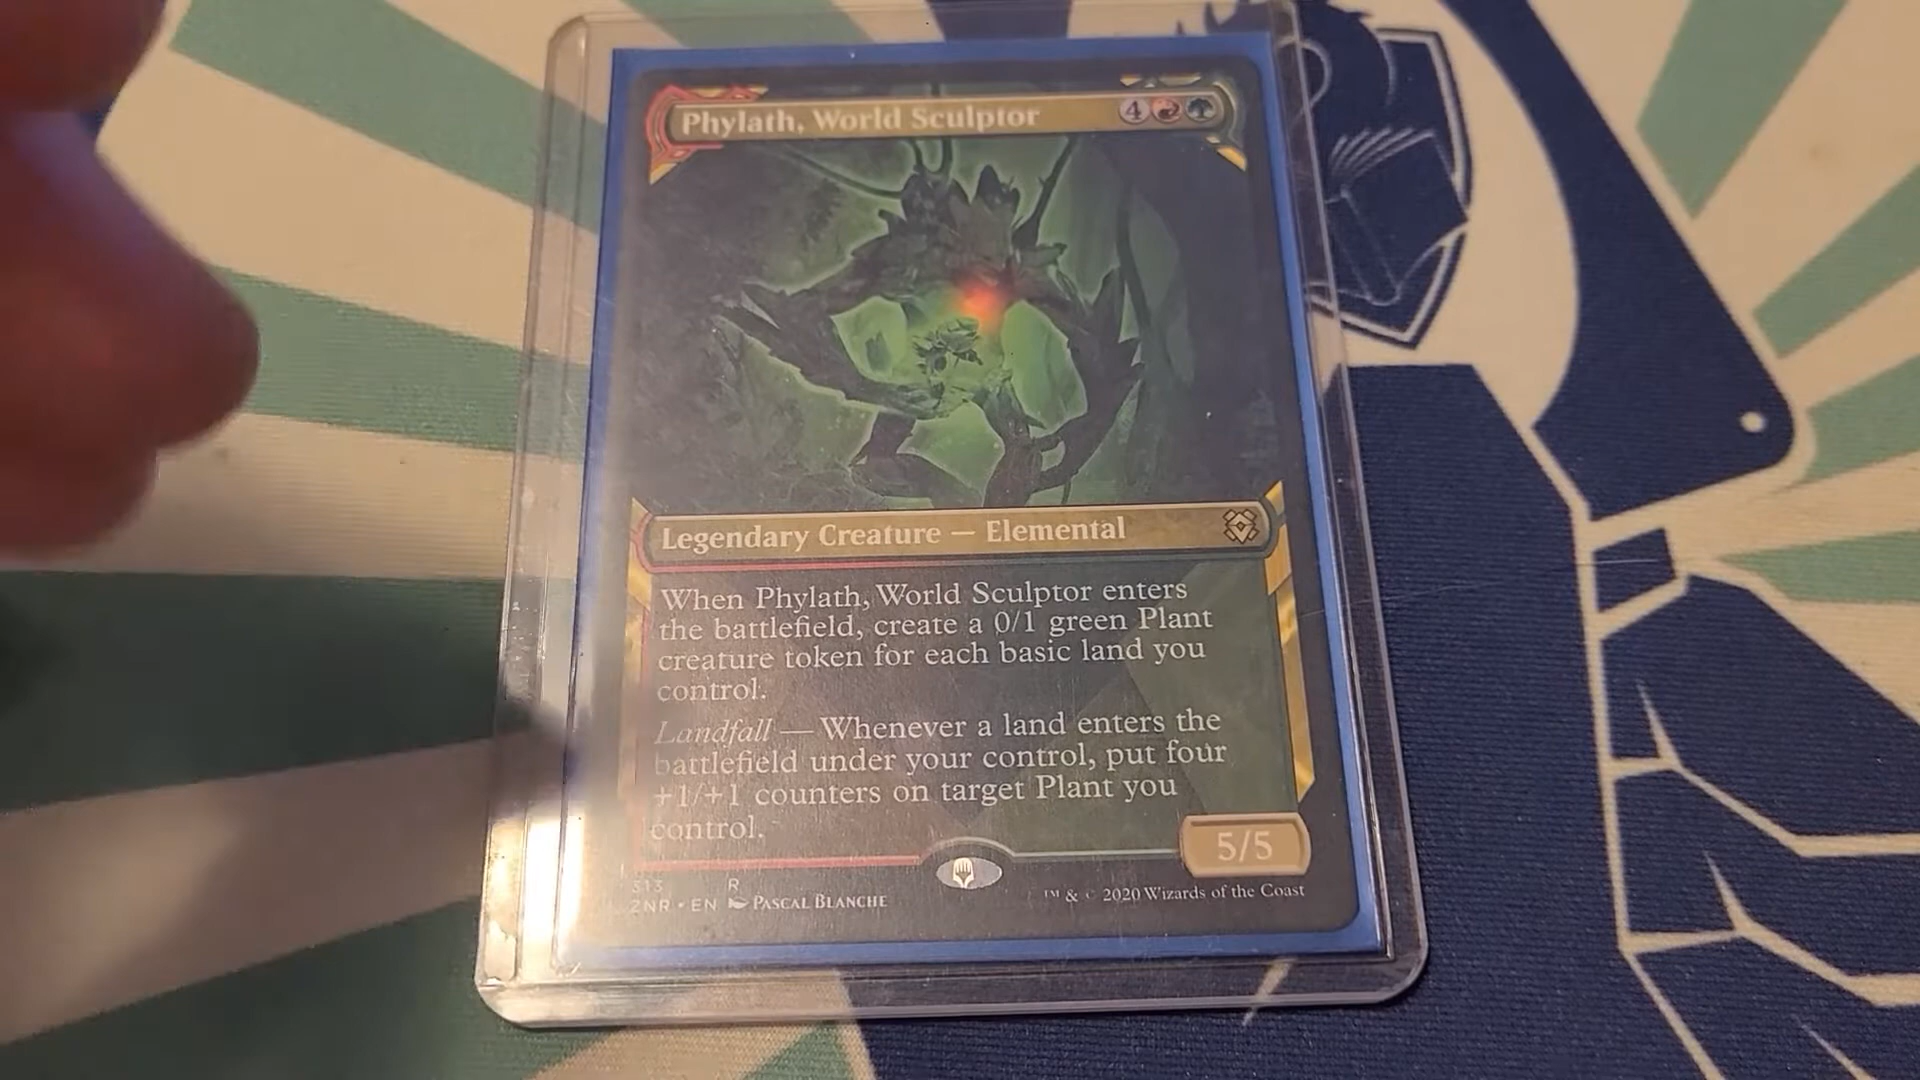 Phylath, World Sculptor 4
Legendary Creature — Elemental
When Phylath, World Sculptor enters
the battlefield, create a 0/1 green Plant
creature token for each basic land you
control.
Landfall — Whenever a land enters the
battlefield under your control, put four
+1/+1 counters on target Plant you
control.
5/5
313 R
ZNR • EN PASCAL BLANCHE
™ & © 2020 Wizards of the Coast